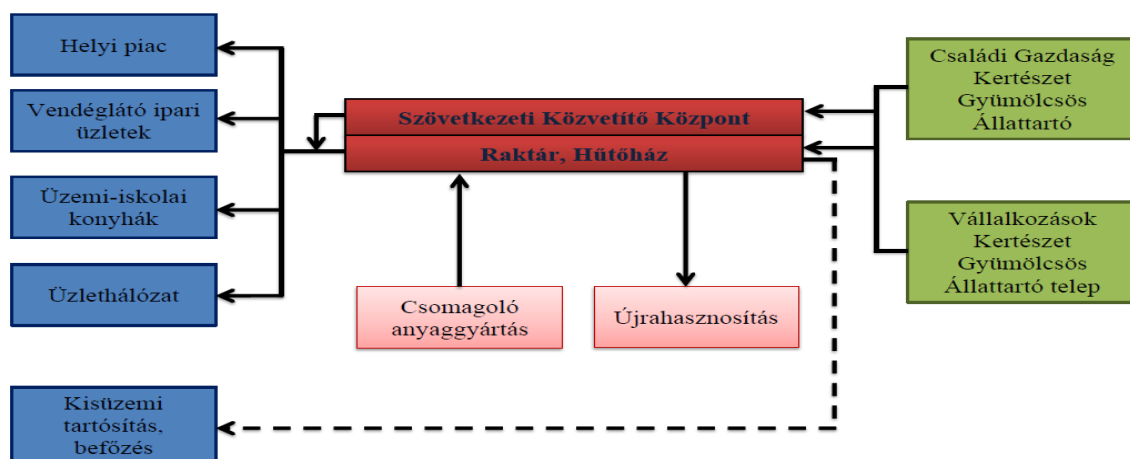 Helyi piac
Vendéglátó ipari
üzletek
Üzemi-iskolai
konyhák
Üzlethálózat
Kisüzemi
tartósítás,
befőzés
Szövetkezeti Közvetítő Központ
Raktár, Hűtőház
Csomagoló
anyaggyártás
Újrahasznosítás
Családi Gazdaság
Kertészet
Gyümölcsös
Állattartó
Vállalkozások
Kertészet
Gyümölcsös
Állattartó telep